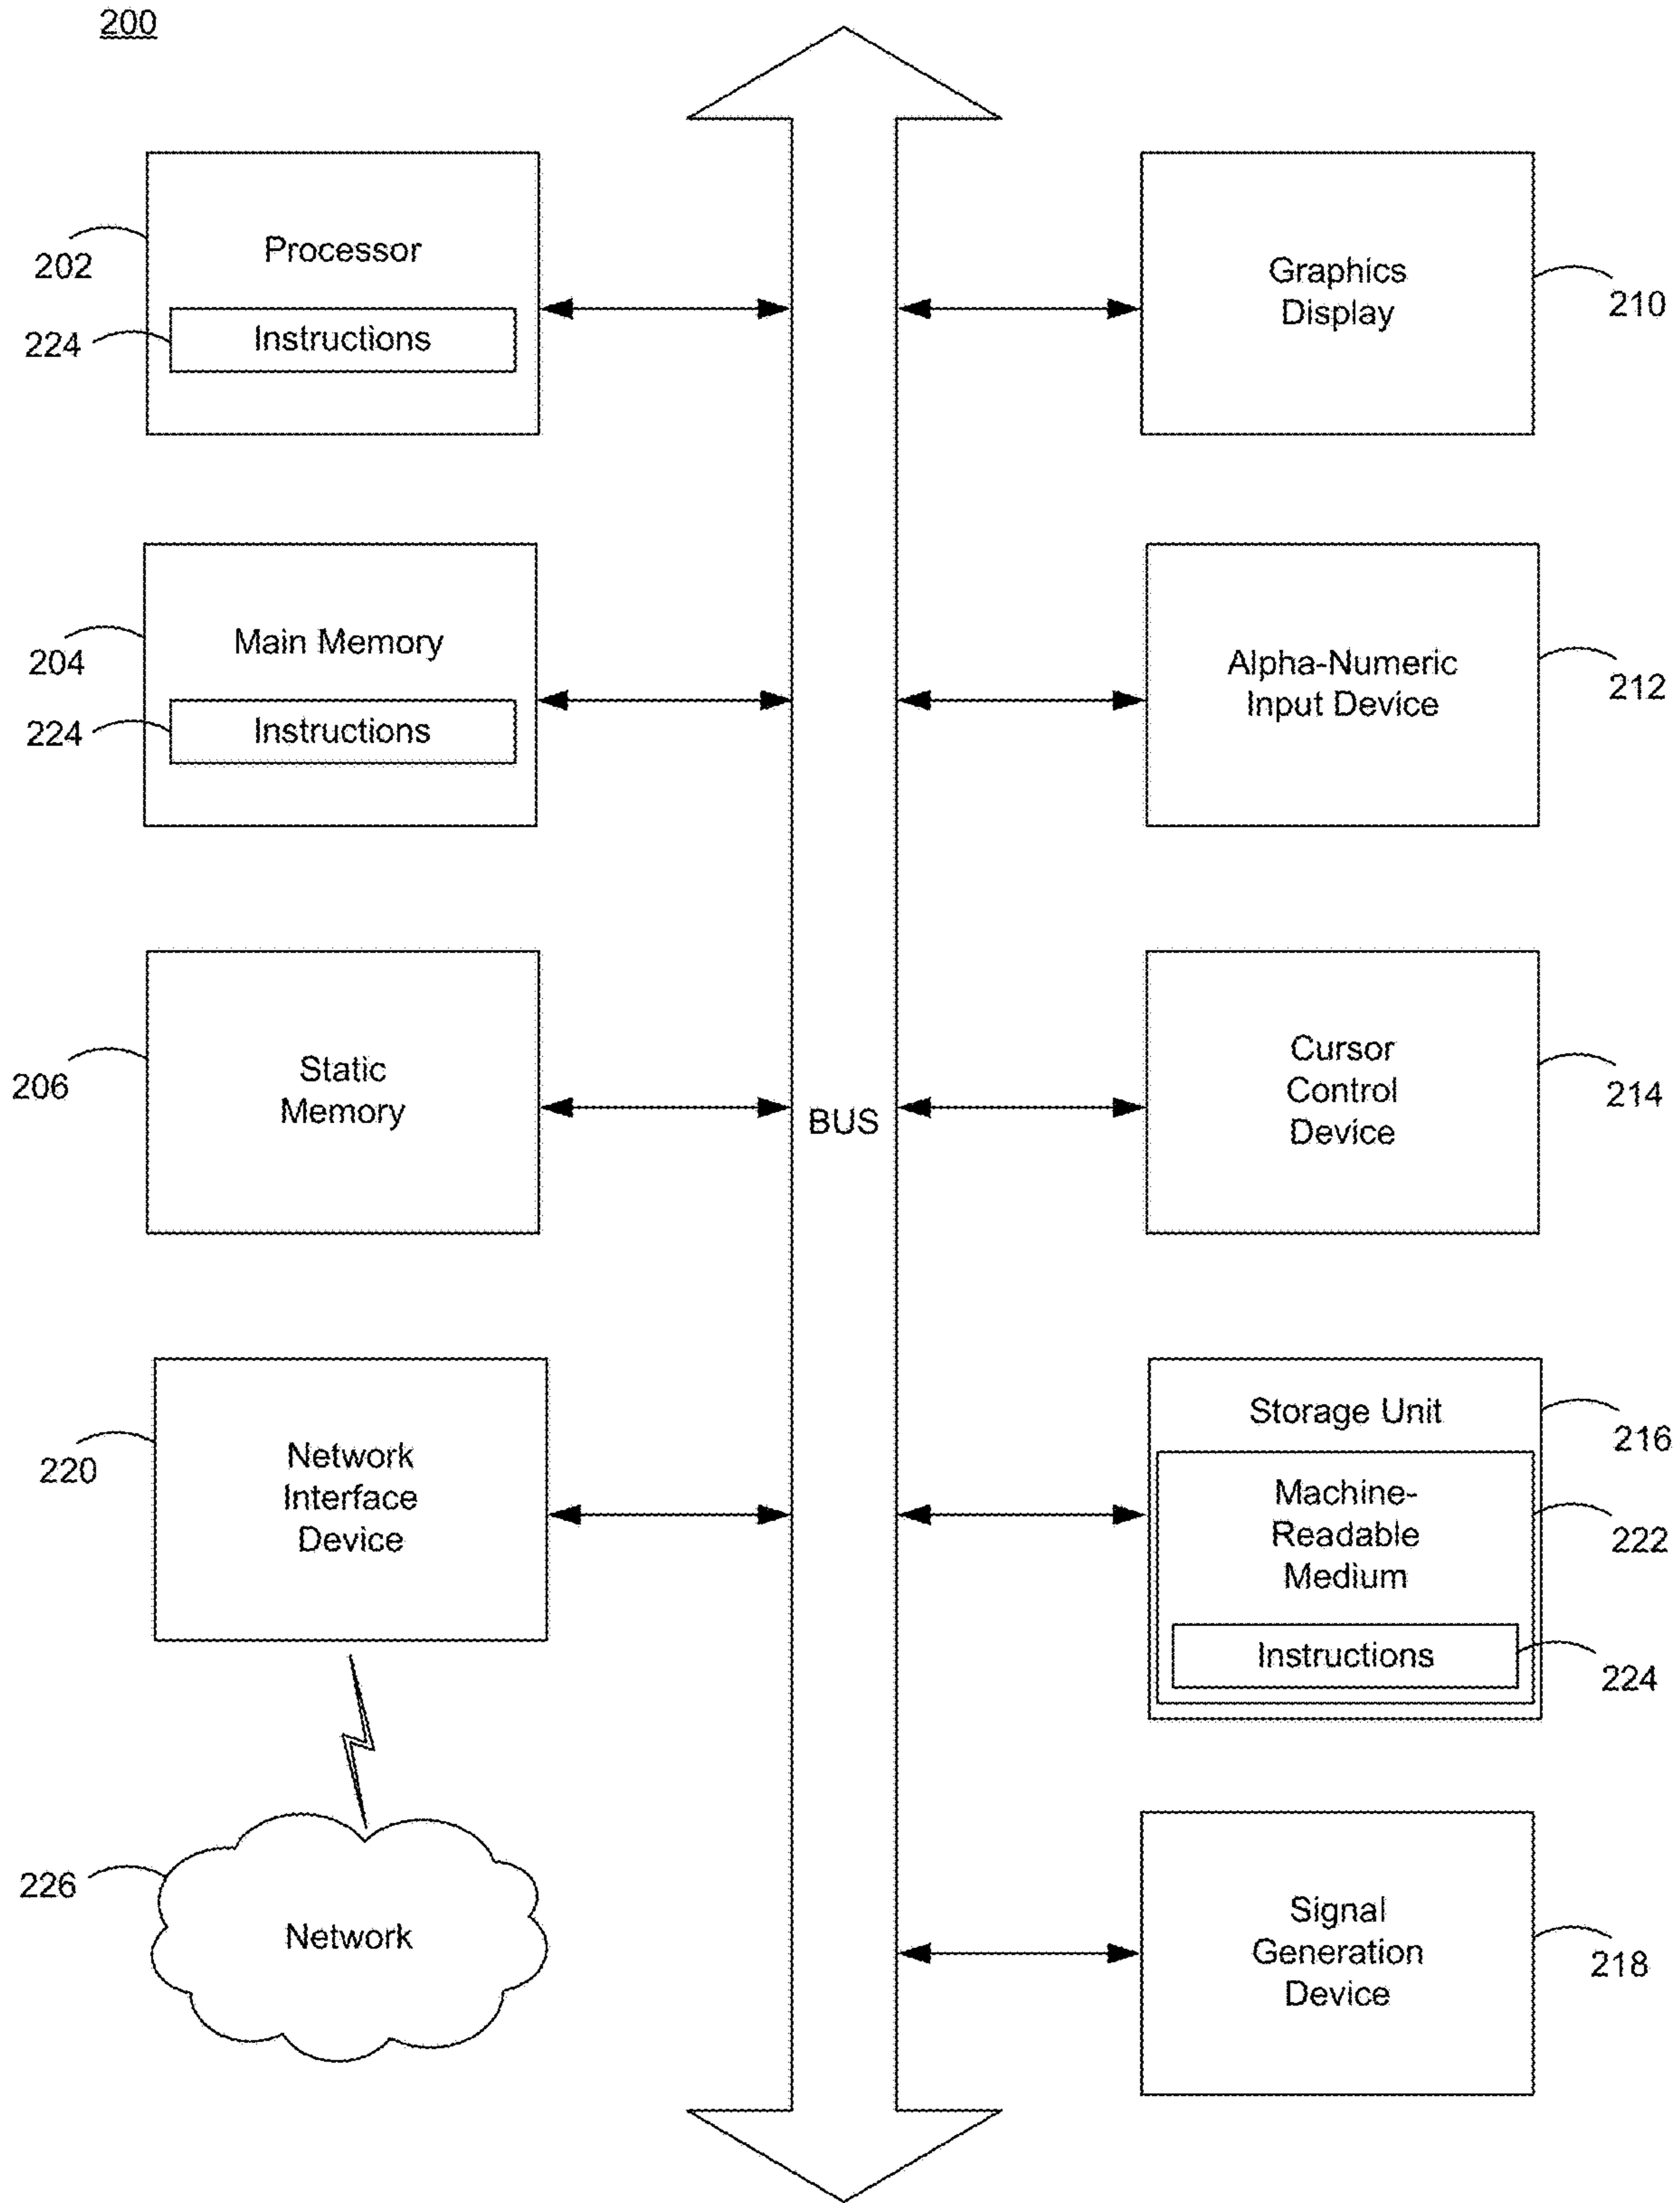 200
Processor
202
Instructions
224
Main Memory
204
Instructions
224
Static
Memory
206
Network
Interface
Device
220
Network
226
BUS
Graphics
Display
210
Alpha-Numeric
Input Device
212
Cursor
Control
Device
214
Storage Unit
216
Machine-
Readable
Medium
222
Instructions
224
Signal
Generation
Device
218